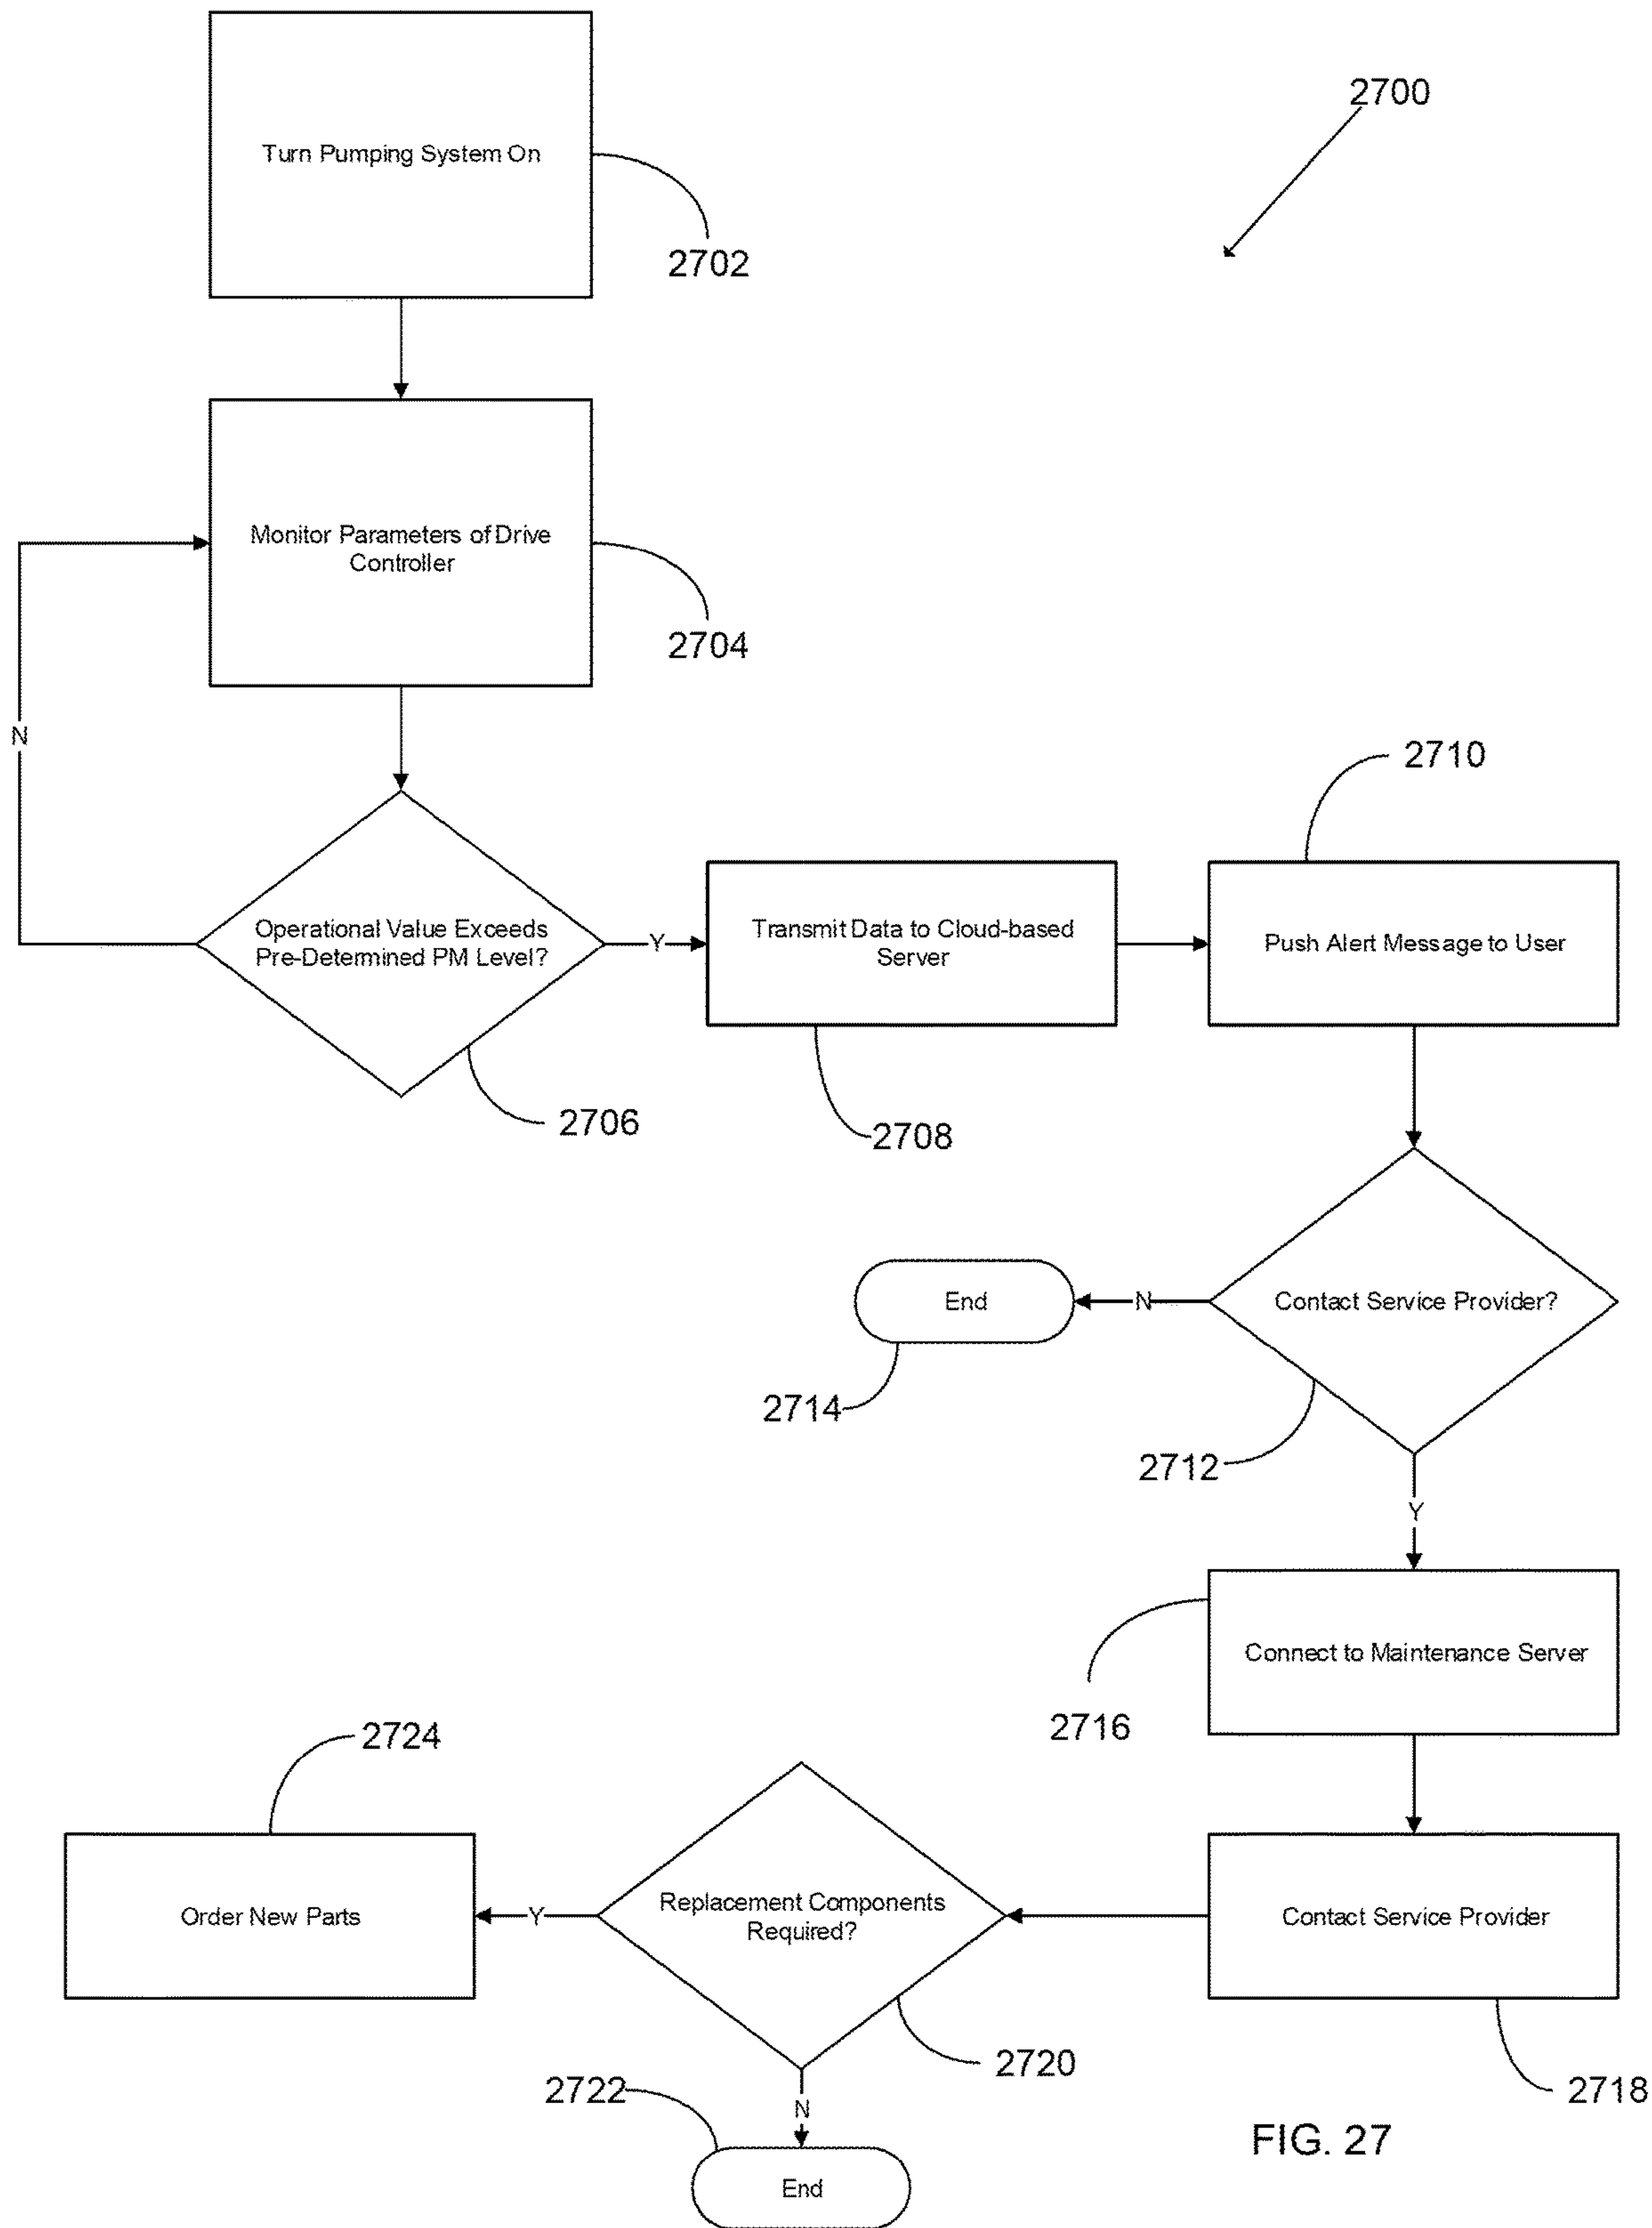 2700
Turn Pumping System On
2702
Monitor Parameters of Drive
Controller
2704
N
2710
Operational Value Exceeds
Pre-Determined PM Level?
Y
Transmit Data to Cloud-based
Server
Push Alert Message to User
2706
2708
End
N
Contact Service Provider?
2714
2712
Y
Connect to Maintenance Server
2716
2724
Order New Parts
Y
Replacement Components
Required?
Contact Service Provider
2720
2718
2722
N
FIG. 27
End